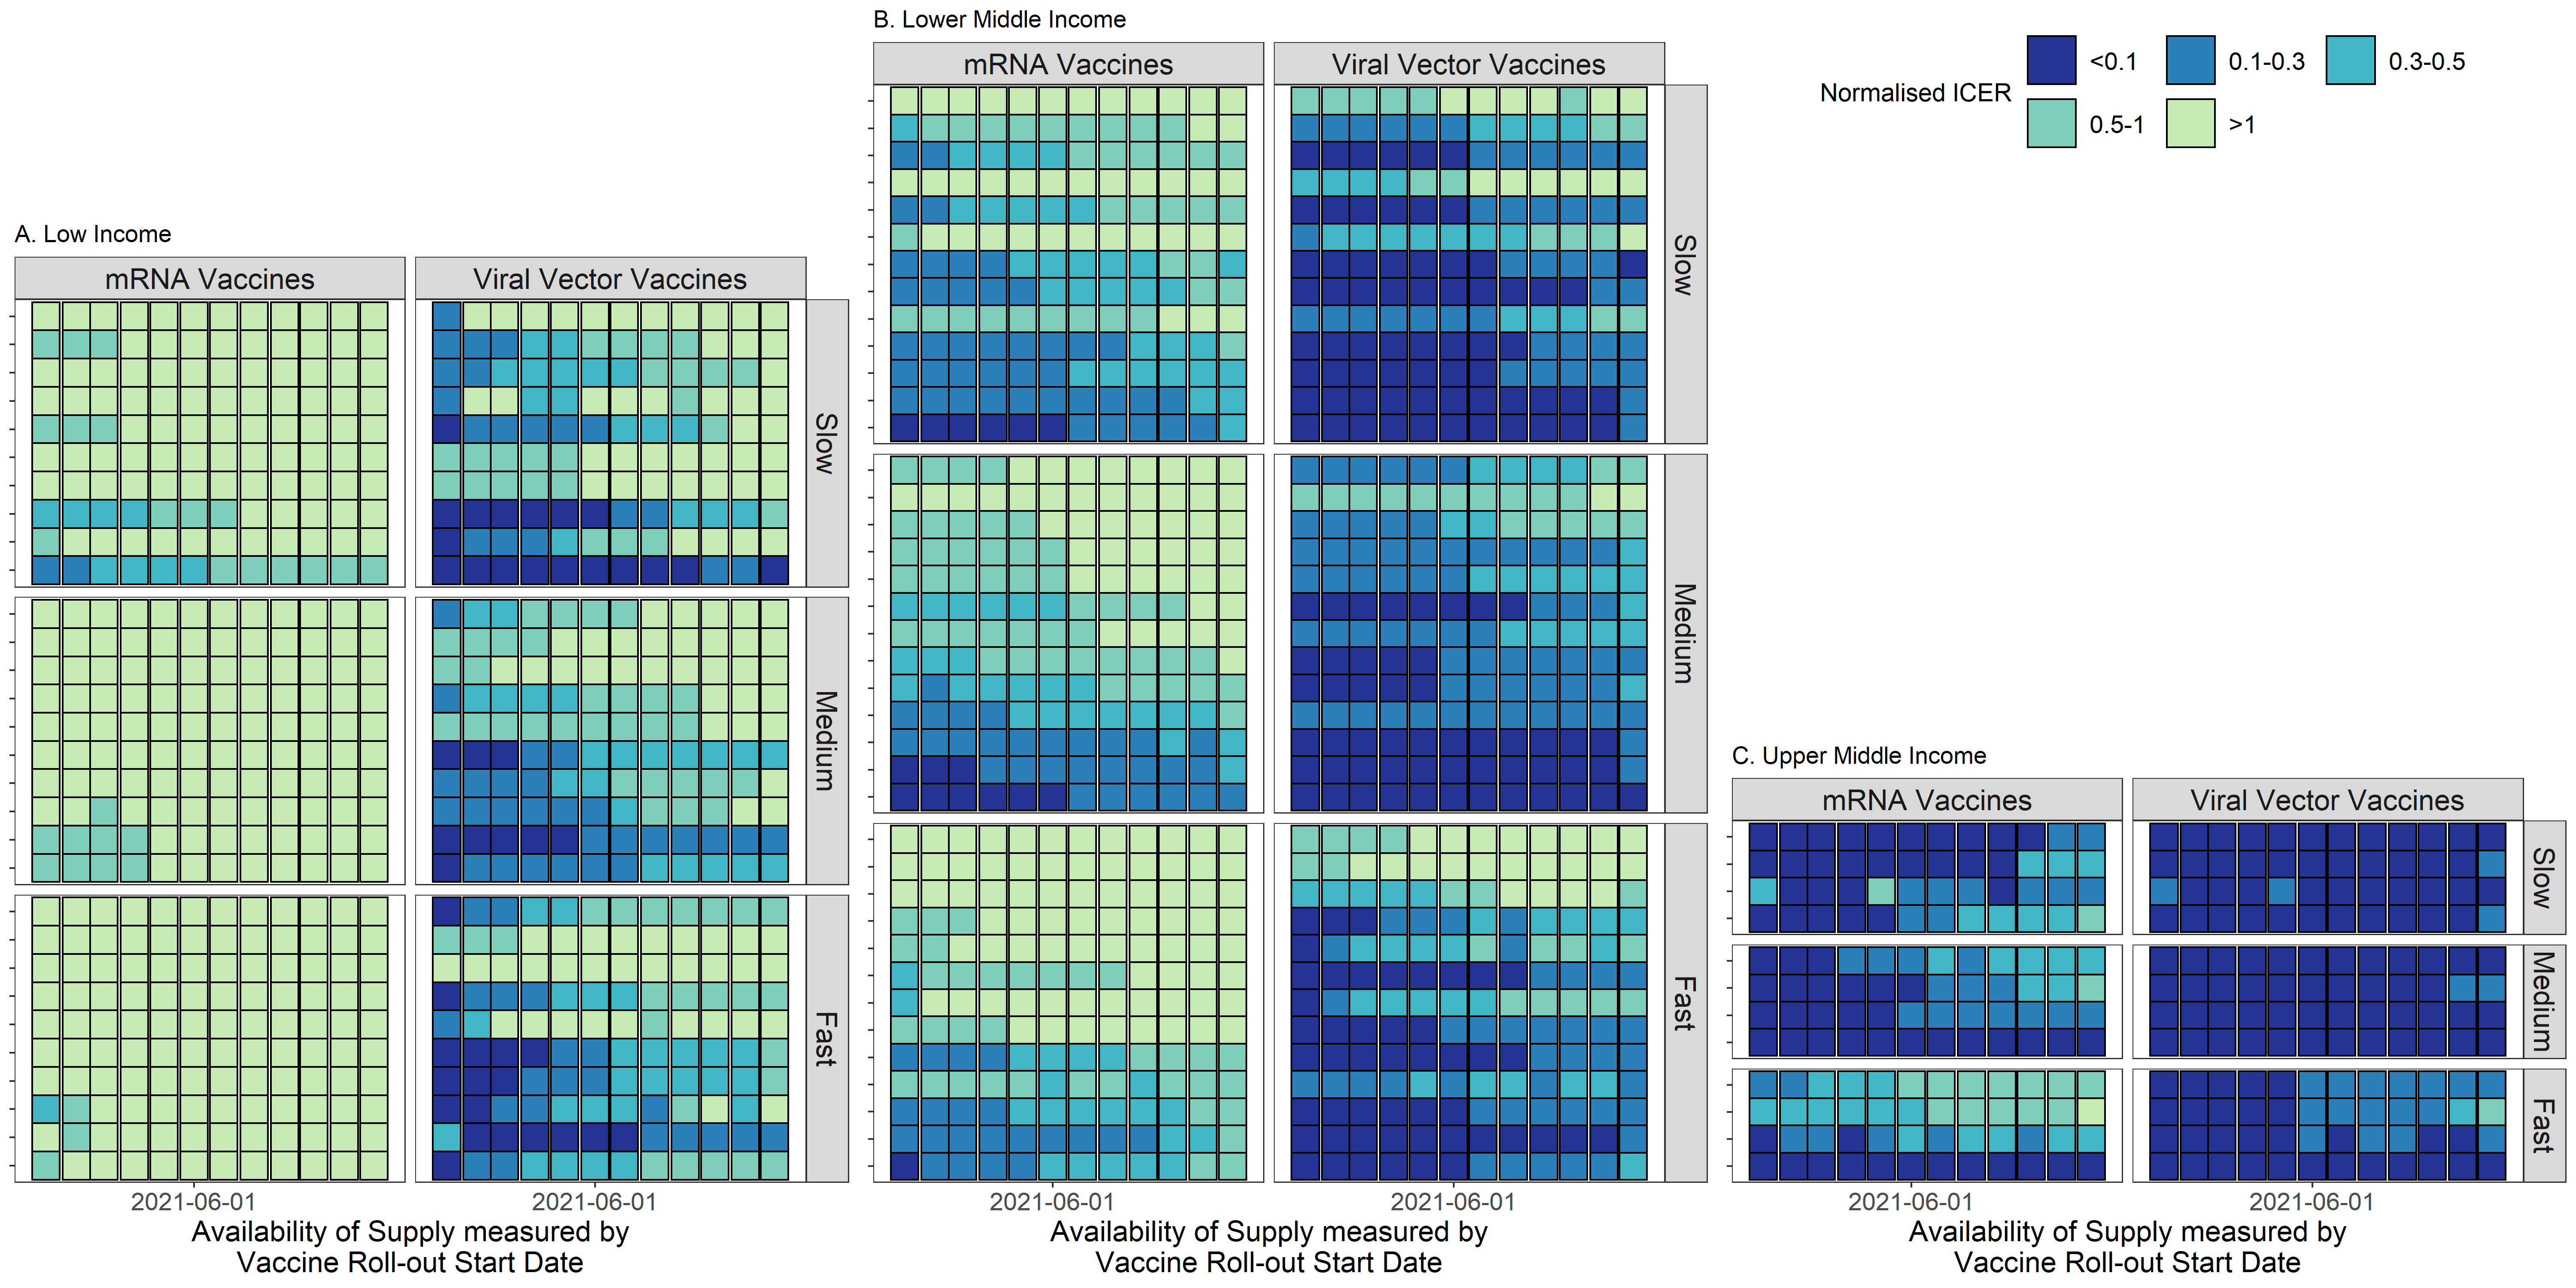 B. Lower Middle Income
mRNA Vaccines
Viral Vector Vaccines
Slow
Medium
Fast
2021-06-01
2021-06-01
Availability of Supply measured by
Vaccine Roll-out Start Date
Normalised ICER
<0.1
0.1-0.3
0.3-0.5
0.5-1
>1
A. Low Income
mRNA Vaccines
Viral Vector Vaccines
Slow
Medium
Fast
2021-06-01
2021-06-01
Availability of Supply measured by
Vaccine Roll-out Start Date
C. Upper Middle Income
mRNA Vaccines
Viral Vector Vaccines
Slow
Medium
Fast
2021-06-01
2021-06-01
Availability of Supply measured by
Vaccine Roll-out Start Date